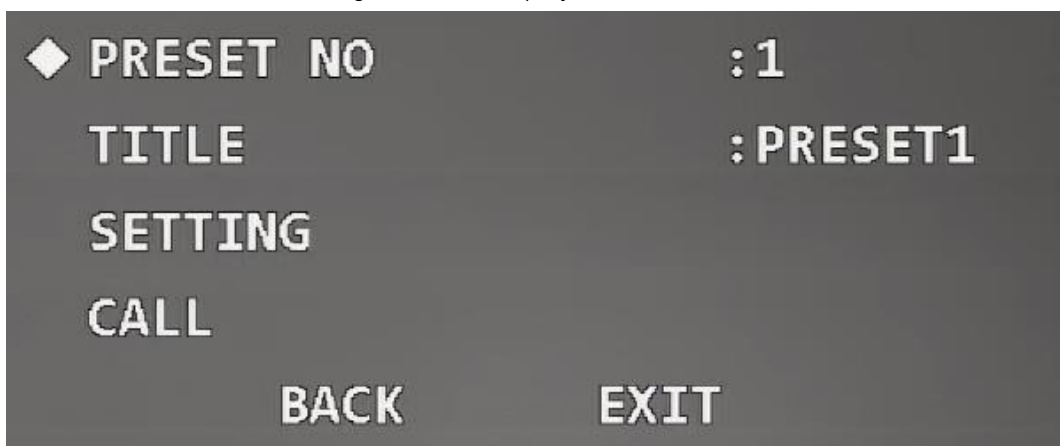 PRESET NO :1
TITLE :PRESET1
SETTING
CALL
BACK EXIT